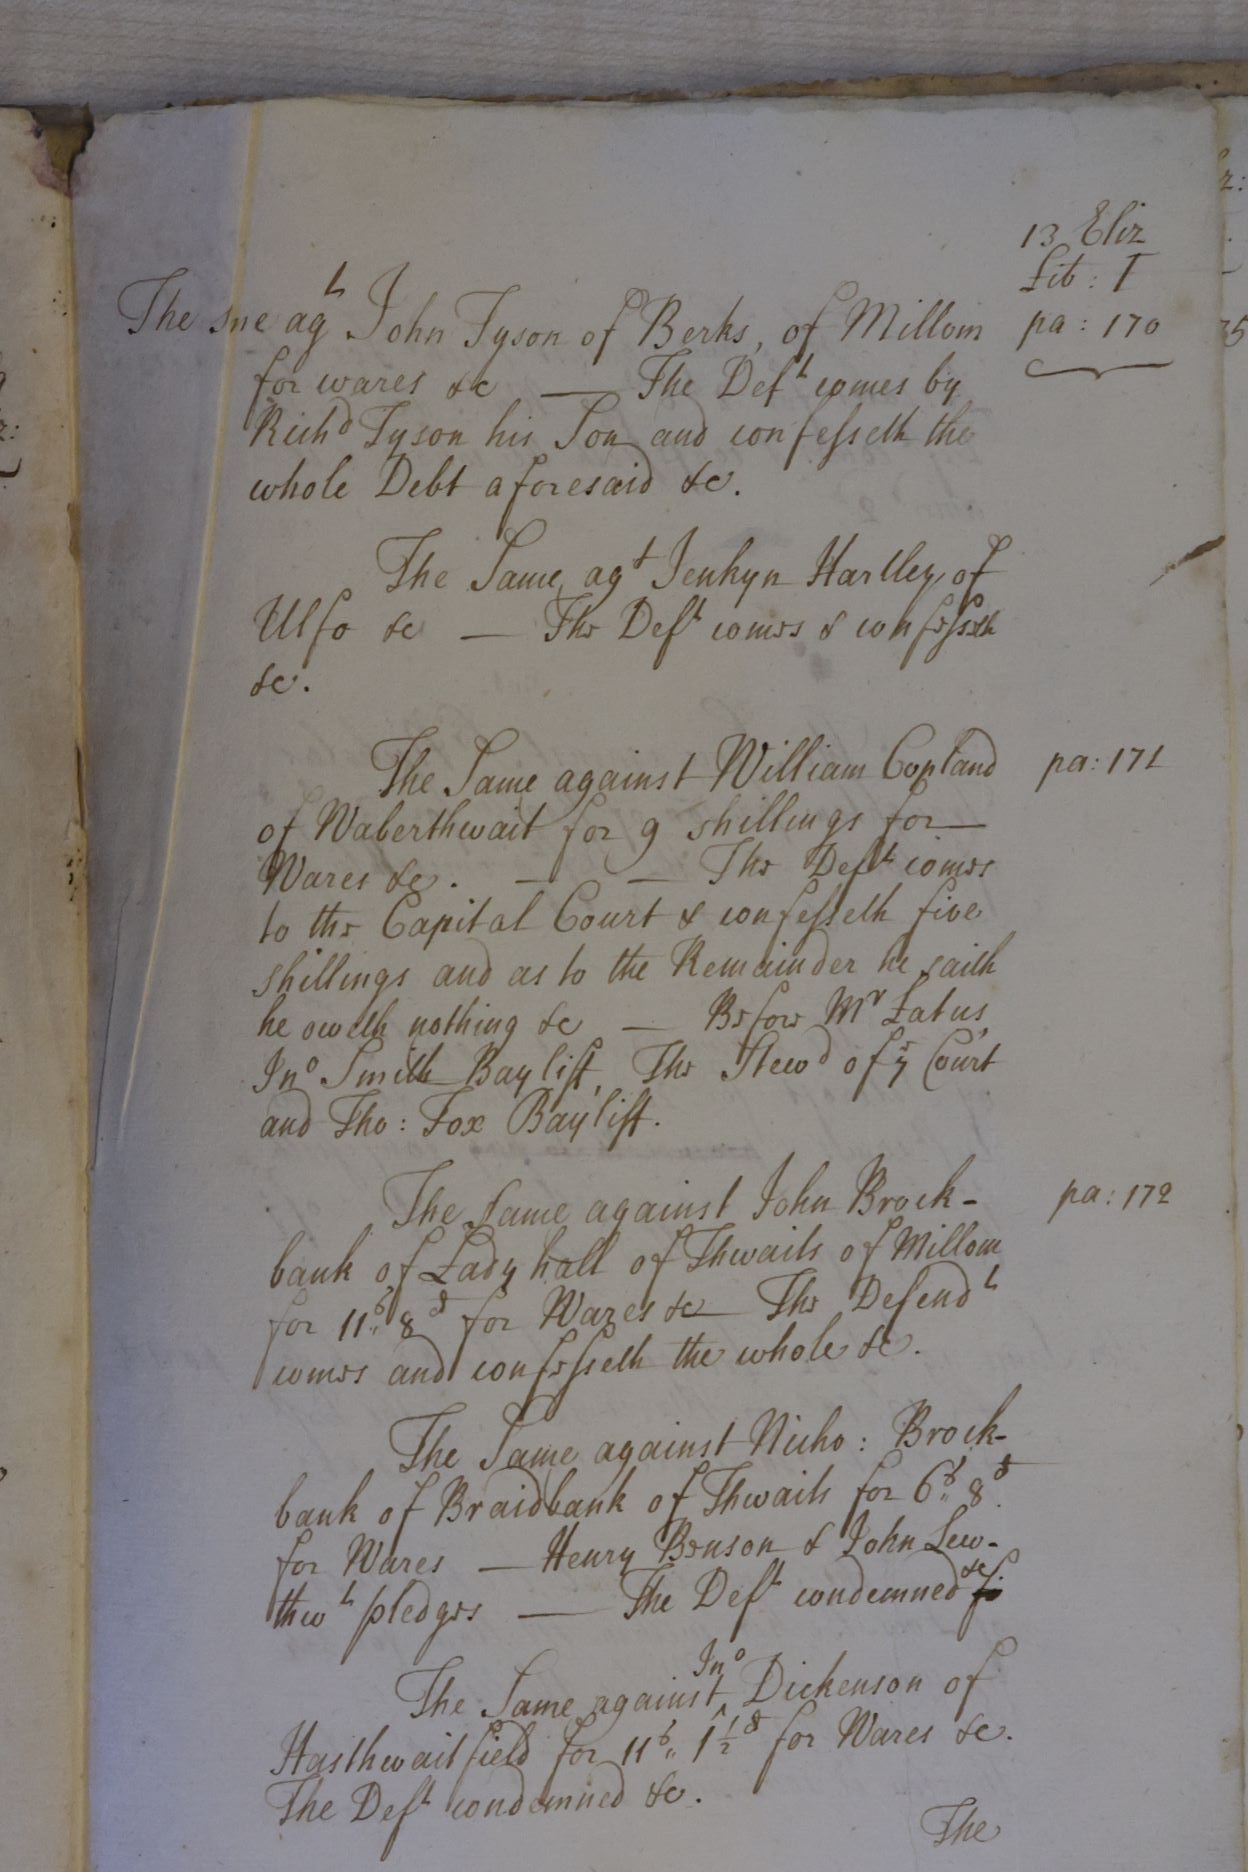 13 Eliz
Lib: I
The sne agt John Tyson of Berks, of Millom pa: 170
for wares &c — The Deft comes by
Richd Tyson his Son and confesseth the
whole Debt aforesaid &c.
The Same agt Jenkyn Hartley of
Ulfo &c — The Deft comes & confesseth
&c.
The Same against William Copland pa: 171
of Waberthwait for 9 shillings for—
Wares &c. — — The Deft comes
to the Capital Court & confesseth five
shillings and as to the Remainder he saith
he oweth nothing &c — Before Mr Latus,
Jno Smith Bayliff, The Stewd of ye Court
and Tho: Fox Bayliff.
The Same against John Brock- pa: 172
bank of Lady hall of Thwaits of Millom
for 11s,, 8d for Wares &c — The Defendt
comes and confesseth the whole &c.
The Same against Nicho: Brock-
bank of Braidbank of Thwaits for 6s,, 8d.
for Wares — Henry Benson & John Lew-
thwt pledges — The Deft condemned &c
The Same against Jno Dickenson of
Hasthwaitfield for 11s,, 1½d for Wares &c.
The Deft condemned &c.
The